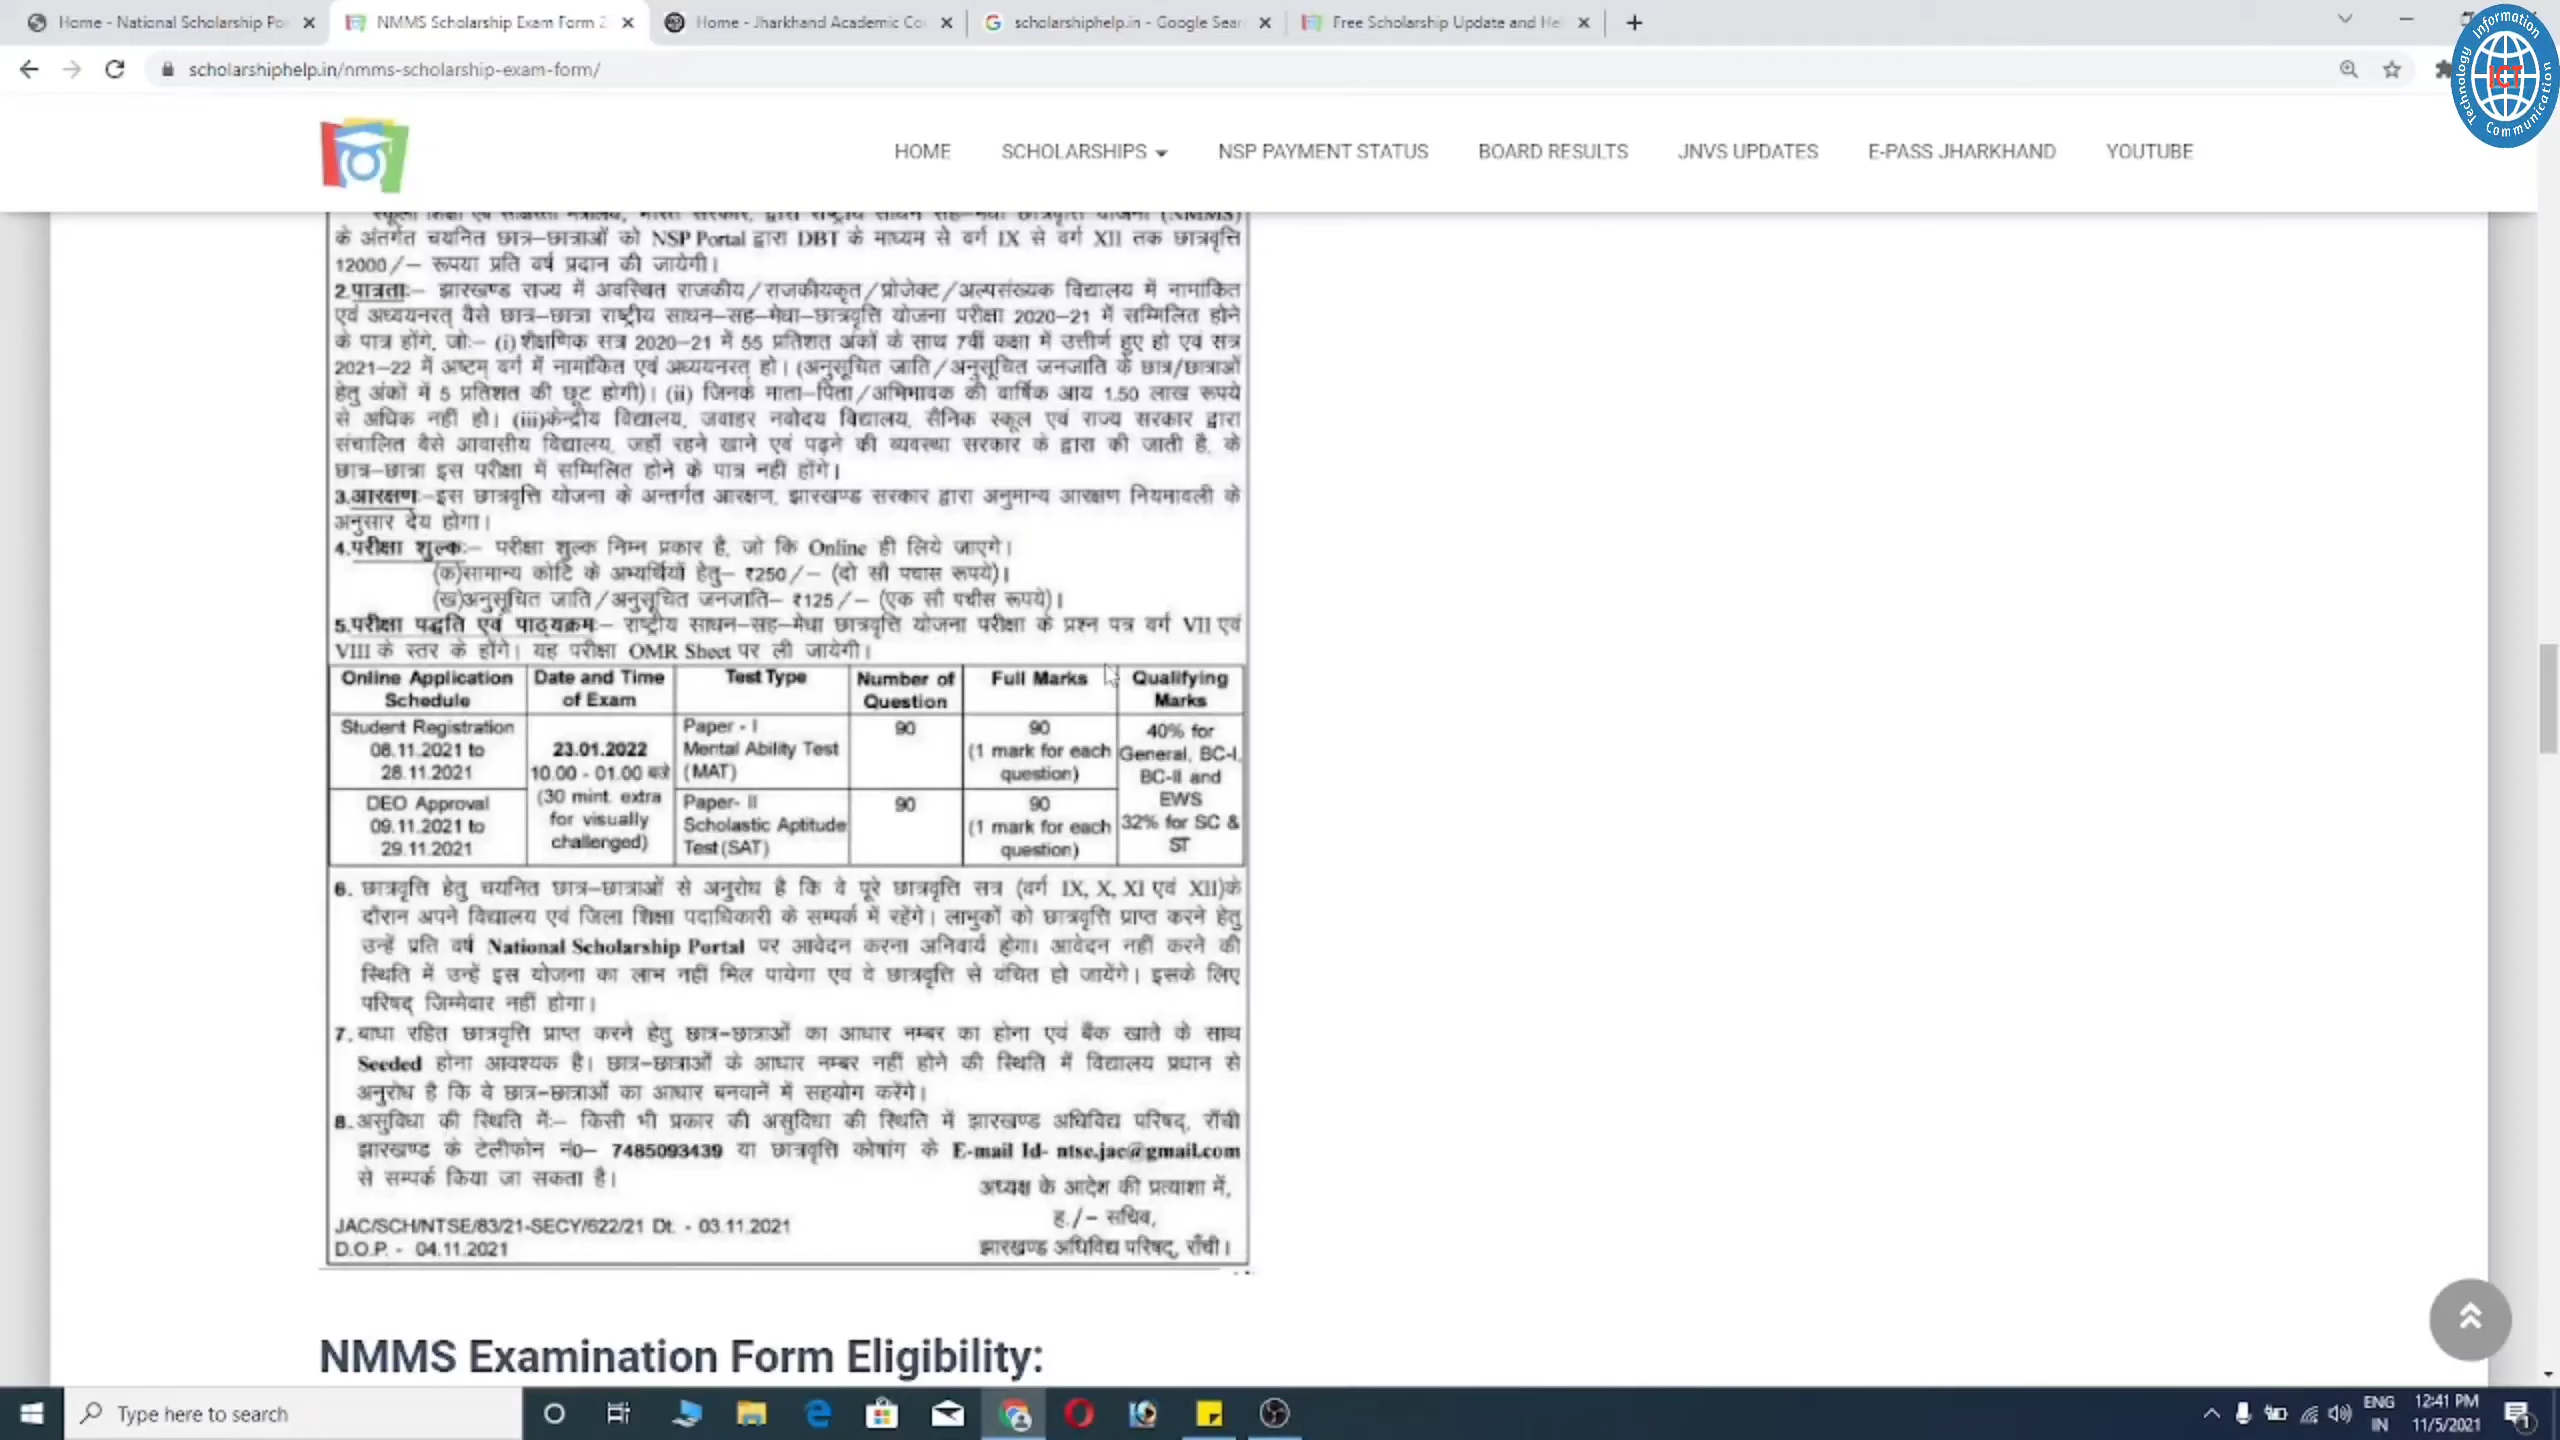 Home - National Scholarship Po
NMMS Scholarship Exam Form 2
Home - Jharkhand Academic Co
scholarshiphelp.in - Google Sear
Free Scholarship Update and He
scholarshiphelp.in/nmms-scholarship-exam-form/
Information
Communication
Technology
ICT
HOME
SCHOLARSHIPS
NSP PAYMENT STATUS
BOARD RESULTS
JNVS UPDATES
E-PASS JHARKHAND
YOUTUBE
स्कूली शिक्षा एवं साक्षरता मंत्रालय, भारत सरकार, द्वारा राष्ट्रीय साधन सह–मेधा छात्रवृत्ति योजना (NMMS)
के अंतर्गत चयनित छात्र–छात्राओं को NSP Portal द्वारा DBT के माध्यम से वर्ग IX से वर्ग XII तक छात्रवृत्ति
12000/– रूपया प्रति वर्ष प्रदान की जायेगी।
2.पात्रताः– झारखण्ड राज्य में अवस्थित राजकीय/राजकीयकृत/प्रोजेक्ट/अल्पसंख्यक विद्यालय में नामांकित
एवं अध्ययनरत् वैसे छात्र–छात्रा राष्ट्रीय साधन–सह–मेधा–छात्रवृत्ति योजना परीक्षा 2020–21 में सम्मिलित होने
के पात्र होंगे, जोः– (i) शैक्षणिक सत्र 2020–21 में 55 प्रतिशत अंकों के साथ 7वीं कक्षा में उत्तीर्ण हुए हो एवं सत्र
2021–22 में अष्टम् वर्ग में नामांकित एवं अध्ययनरत् हो। (अनुसूचित जाति/अनुसूचित जनजाति के छात्र/छात्राओं
हेतु अंकों में 5 प्रतिशत की छूट होगी)। (ii) जिनके माता–पिता/अभिभावक की वार्षिक आय 1.50 लाख रूपये
से अधिक नहीं हो। (iii)केन्द्रीय विद्यालय, जवाहर नवोदय विद्यालय, सैनिक स्कूल एवं राज्य सरकार द्वारा
संचालित वैसे आवासीय विद्यालय, जहाँ रहने खाने एवं पढ़ने की व्यवस्था सरकार के द्वारा की जाती है, के
छात्र–छात्रा इस परीक्षा में सम्मिलित होने के पात्र नहीं होंगे।
3.आरक्षणः–इस छात्रवृत्ति योजना के अन्तर्गत आरक्षण, झारखण्ड सरकार द्वारा अनुमान्य आरक्षण नियमावली के
अनुसार देय होगा।
4.परीक्षा शुल्कः– परीक्षा शुल्क निम्न प्रकार है, जो कि Online ही लिये जाएगे।
(क)सामान्य कोटि के अभ्यर्थियों हेतु– ₹250/– (दो सौ पचास रूपये)।
(ख)अनुसूचित जाति/अनुसूचित जनजाति– ₹125/– (एक सौ पचीस रूपये)।
5.परीक्षा पद्धति एवं पाठ्यक्रमः– राष्ट्रीय साधन–सह–मेधा छात्रवृत्ति योजना परीक्षा के प्रश्न पत्र वर्ग VII एवं
VIII के स्तर के होंगे। यह परीक्षा OMR Sheet पर ली जायेगी।
Online Application Schedule
Date and Time of Exam
Test Type
Number of Question
Full Marks
Qualifying Marks
Student Registration 08.11.2021 to 28.11.2021
23.01.2022
10.00 - 01.00 बजे
(30 mint. extra for visually challenged)
Paper - I Mental Ability Test (MAT)
90
90 (1 mark for each question)
40% for General, BC-I, BC-II and EWS
32% for SC & ST
DEO Approval 09.11.2021 to 29.11.2021
Paper- II Scholastic Aptitude Test (SAT)
90
90 (1 mark for each question)
6. छात्रवृत्ति हेतु चयनित छात्र–छात्राओं से अनुरोध है कि वे पूरे छात्रवृत्ति सत्र (वर्ग IX, X, XI एवं XII)के
दौरान अपने विद्यालय एवं जिला शिक्षा पदाधिकारी के सम्पर्क में रहेंगे। लाभुकों को छात्रवृत्ति प्राप्त करने हेतु
उन्हें प्रति वर्ष National Scholarship Portal पर आवेदन करना अनिवार्य होगा। आवेदन नहीं करने की
स्थिति में उन्हें इस योजना का लाभ नहीं मिल पायेगा एवं वे छात्रवृत्ति से वंचित हो जायेंगे। इसके लिए
परिषद् जिम्मेवार नहीं होगा।
7. बाधा रहित छात्रवृत्ति प्राप्त करने हेतु छात्र–छात्राओं का आधार नम्बर का होना एवं बैंक खाते के साथ
Seeded होना आवश्यक है। छात्र–छात्राओं के आधार नम्बर नहीं होने की स्थिति में विद्यालय प्रधान से
अनुरोध है कि वे छात्र–छात्राओं का आधार बनवानें में सहयोग करेंगे।
8. असुविधा की स्थिति मेंः– किसी भी प्रकार की असुविधा की स्थिति में झारखण्ड अधिविद्य परिषद्, राँची
झारखण्ड के टेलीफोन नं0– 7485093439 या छात्रवृत्ति कोषांग के E-mail Id- ntse.jac@gmail.com
से सम्पर्क किया जा सकता है।
अध्यक्ष के आदेश की प्रत्याशा में,
ह./– सचिव,
झारखण्ड अधिविद्य परिषद्, राँची।
JAC/SCH/NTSE/83/21-SECY/622/21 Dt. - 03.11.2021
D.O.P. - 04.11.2021
NMMS Examination Form Eligibility:
Type here to search
ENG
IN
12:41 PM
11/5/2021
1